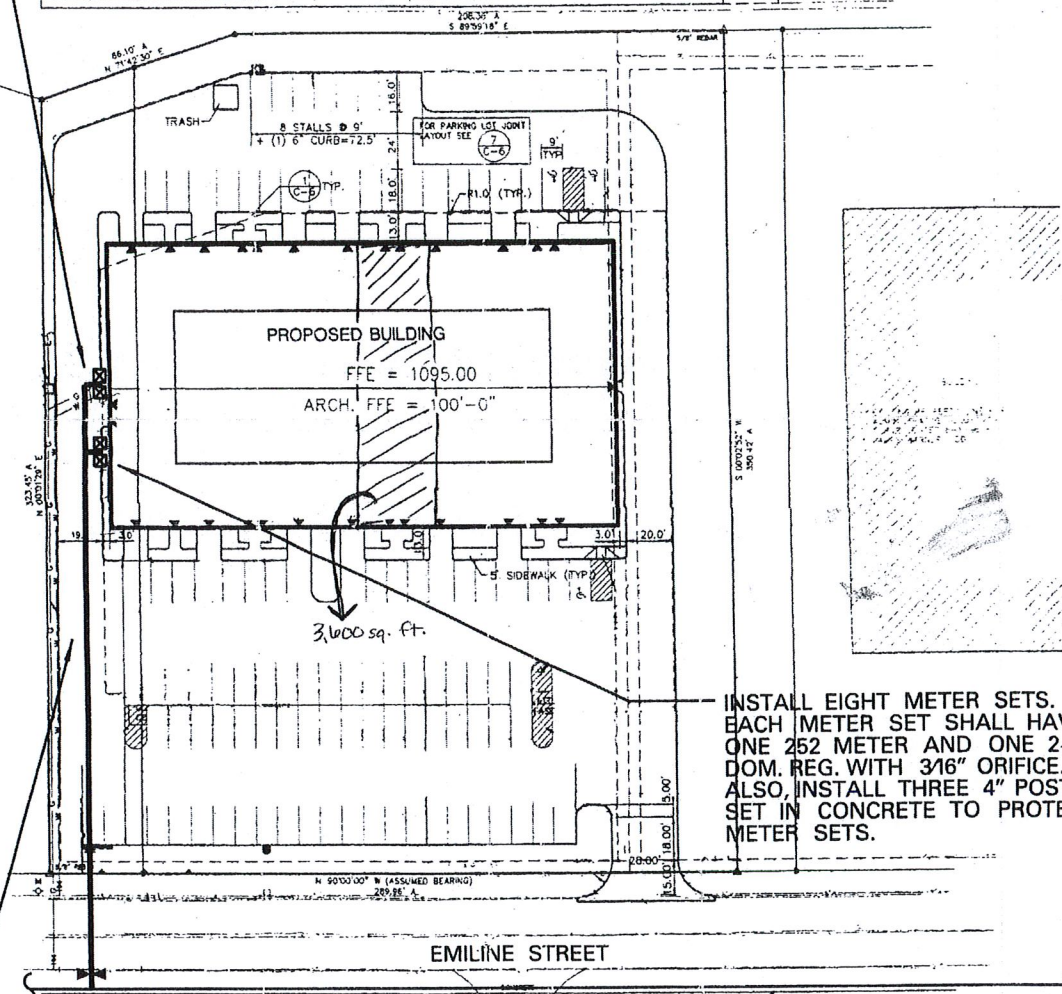 208.36' A
S 89°59'18" E
5/8" REBAR
66.10' A
N 71°42'30" E
TRASH
8 STALLS @ 9'
+ (1) 6" CURB=72.5'
16.0'
24'
18.0'
13.0'
FOR PARKING LOT JOINT
LAYOUT SEE
7
C-6
9'
TYP
1
C-6
TYP.
R1.0' (TYP.)
PROPOSED BUILDING
FFE = 1095.00
ARCH. FFE = 100'-0"
323.45' A
N 00°01'29" E
S 00°02'52" W
350.42' A
19.
3.0'
10.0'
3.0'
20.0'
5' SIDEWALK (TYP.)
3,600 sq. ft.
INSTALL EIGHT METER SETS.
EACH METER SET SHALL HAV
ONE 252 METER AND ONE 2
DOM. REG. WITH 3⁄16" ORIFICE.
ALSO, INSTALL THREE 4" POST
SET IN CONCRETE TO PROTE
METER SETS.
5.00'
18.00'
28.00'
15.00'
N 90°00'00" W (ASSUMED BEARING)
289.96' A
EMILINE STREET